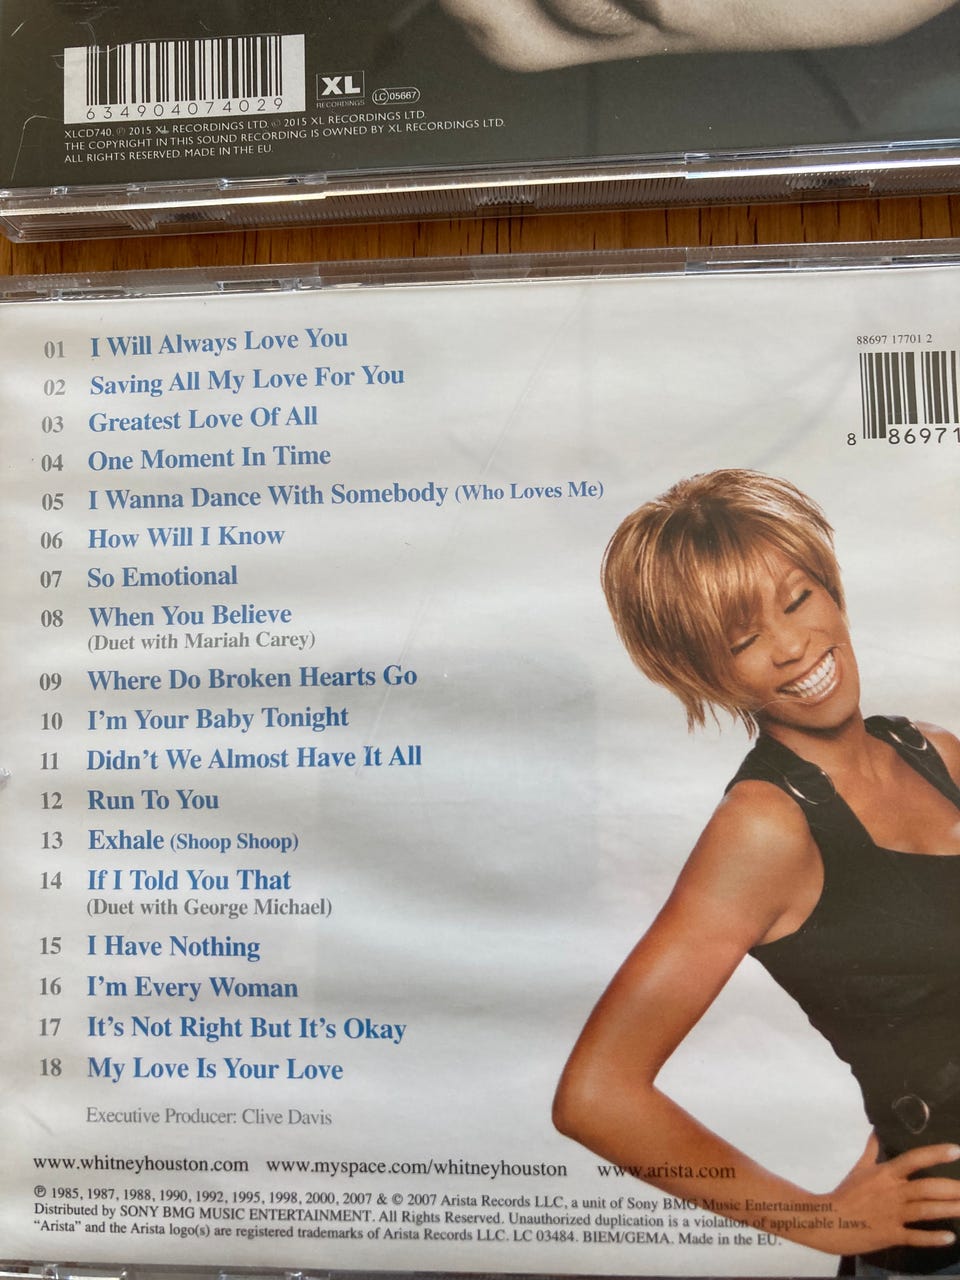 634904074029
XL
RECORDINGS
LC 05667
XLCD740. ℗ 2015 XL RECORDINGS LTD. © 2015 XL RECORDINGS LTD.
THE COPYRIGHT IN THIS SOUND RECORDING IS OWNED BY XL RECORDINGS LTD.
ALL RIGHTS RESERVED. MADE IN THE EU.
88697 17701 2
8 86971
01 I Will Always Love You
02 Saving All My Love For You
03 Greatest Love Of All
04 One Moment In Time
05 I Wanna Dance With Somebody (Who Loves Me)
06 How Will I Know
07 So Emotional
08 When You Believe
(Duet with Mariah Carey)
09 Where Do Broken Hearts Go
10 I'm Your Baby Tonight
11 Didn't We Almost Have It All
12 Run To You
13 Exhale (Shoop Shoop)
14 If I Told You That
(Duet with George Michael)
15 I Have Nothing
16 I'm Every Woman
17 It's Not Right But It's Okay
18 My Love Is Your Love
Executive Producer: Clive Davis
www.whitneyhouston.com www.myspace.com/whitneyhouston www.arista.com
℗ 1985, 1987, 1988, 1990, 1992, 1995, 1998, 2000, 2007 & © 2007 Arista Records LLC, a unit of Sony BMG Music Entertainment.
Distributed by SONY BMG MUSIC ENTERTAINMENT. All Rights Reserved. Unauthorized duplication is a violation of applicable laws.
"Arista" and the Arista logo(s) are registered trademarks of Arista Records LLC. LC 03484. BIEM/GEMA. Made in the EU.